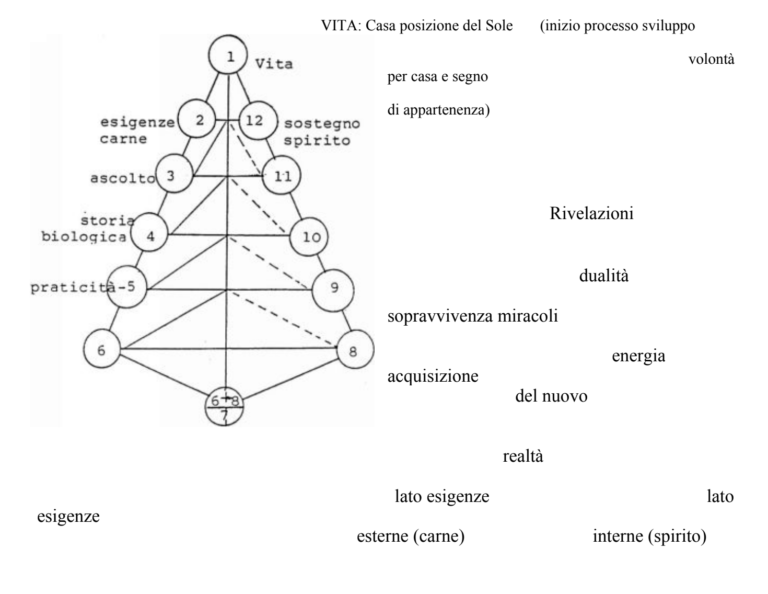 VITA: Casa posizione del Sole (inizio processo sviluppo
volontà
per casa e segno
di appartenenza)
1 Vita
esigenze 2 12 sostegno
carne spirito
ascolto 3 11
Rivelazioni
storia
biologica 4 10
dualità
praticità-5 9
sopravvivenza miracoli
6 8
energia
acquisizione
del nuovo
6+8
7
realtà
lato esigenze lato
esigenze
esterne (carne) interne (spirito)